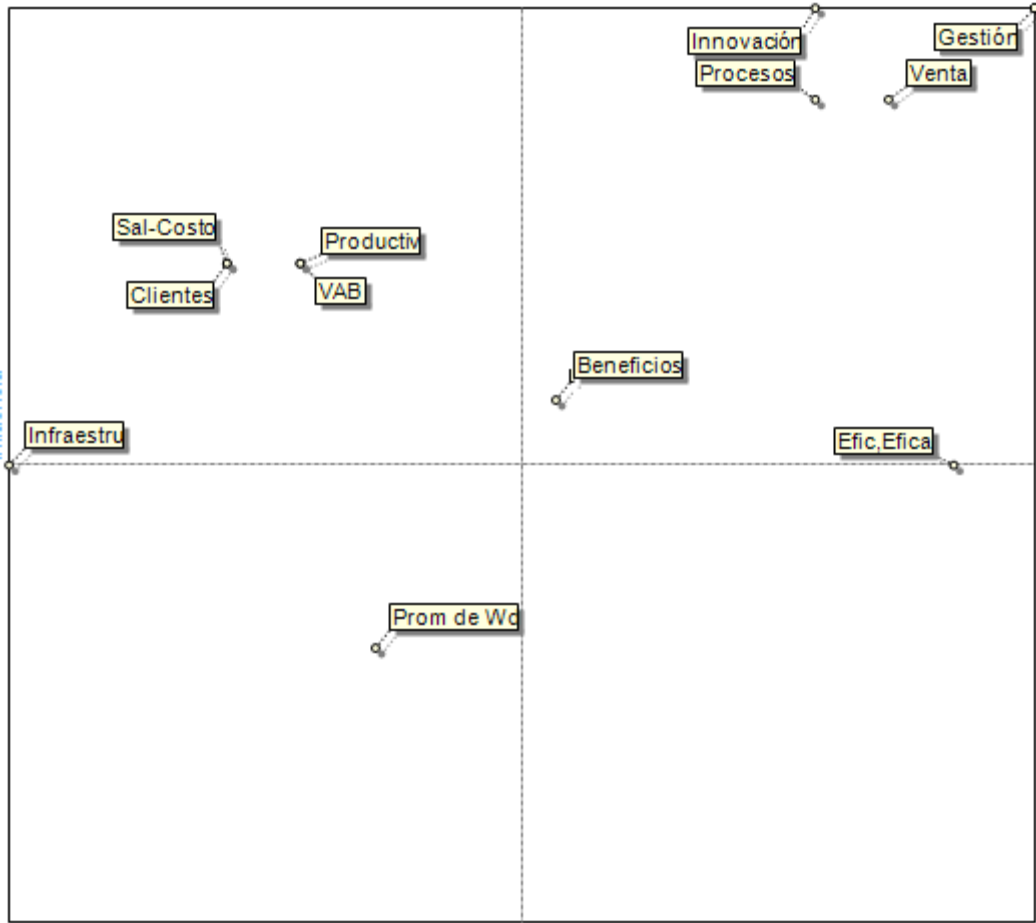 Innovación
Gestión
Procesos
Venta
Sal-Costo
Productiv
Clientes
VAB
Beneficios
Infraestru
Efic,Efica
Prom de Wo